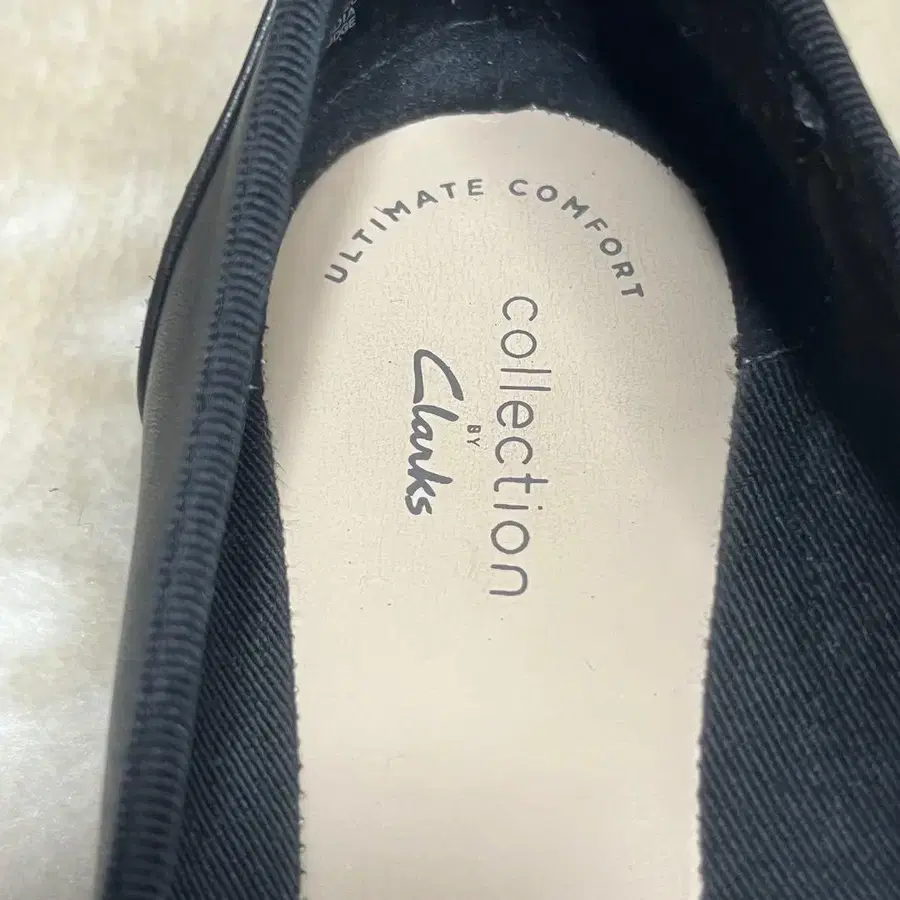 ULTIMATE COMFORT
collection
BY
Clarks